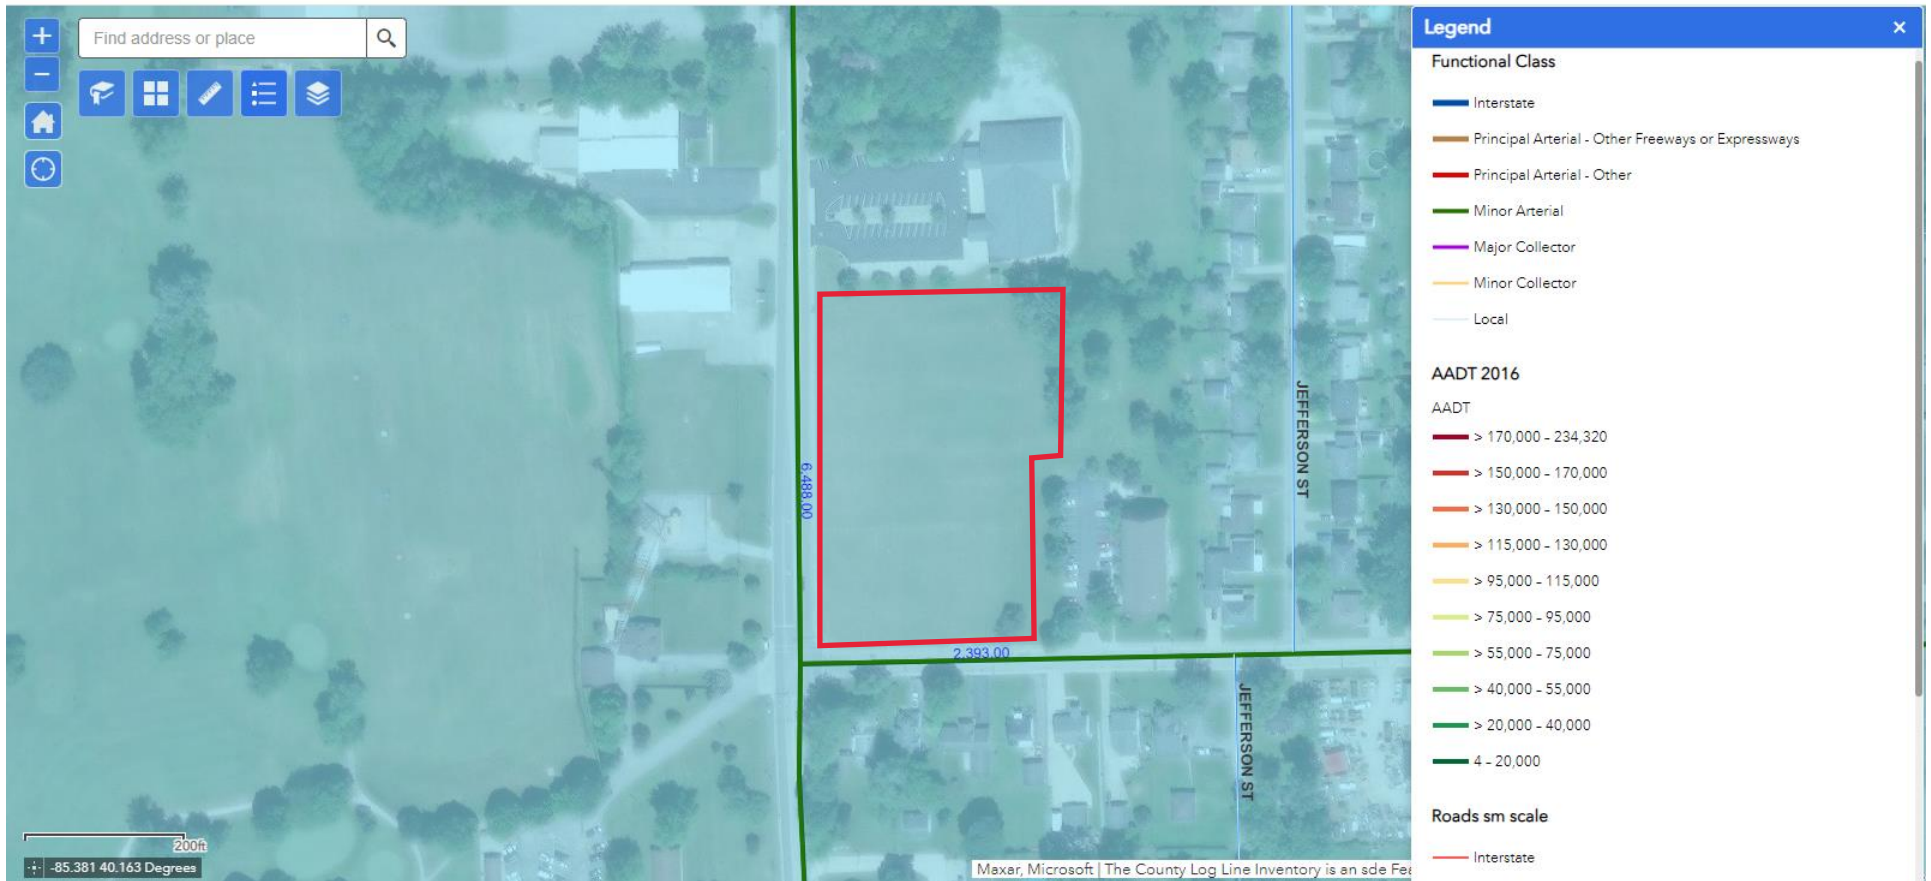 +
Find address or place
−
Legend
×
Functional Class
Interstate
Principal Arterial - Other Freeways or Expressways
Principal Arterial - Other
Minor Arterial
Major Collector
Minor Collector
Local
AADT 2016
AADT
> 170,000 - 234,320
> 150,000 - 170,000
> 130,000 - 150,000
> 115,000 - 130,000
> 95,000 - 115,000
> 75,000 - 95,000
> 55,000 - 75,000
> 40,000 - 55,000
> 20,000 - 40,000
4 - 20,000
Roads sm scale
Interstate
JEFFERSON ST
6,488.00
2,393.00
JEFFERSON ST
200ft
-85.381 40.163 Degrees
Maxar, Microsoft | The County Log Line Inventory is an sde Fea